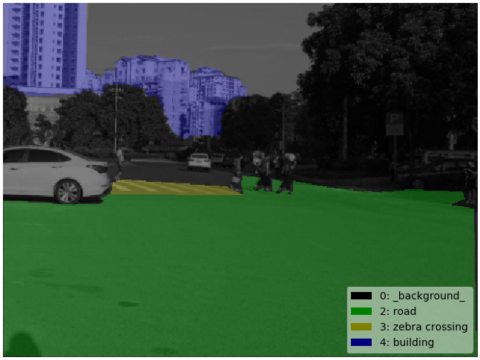 0: _background_
2: road
3: zebra crossing
4: building